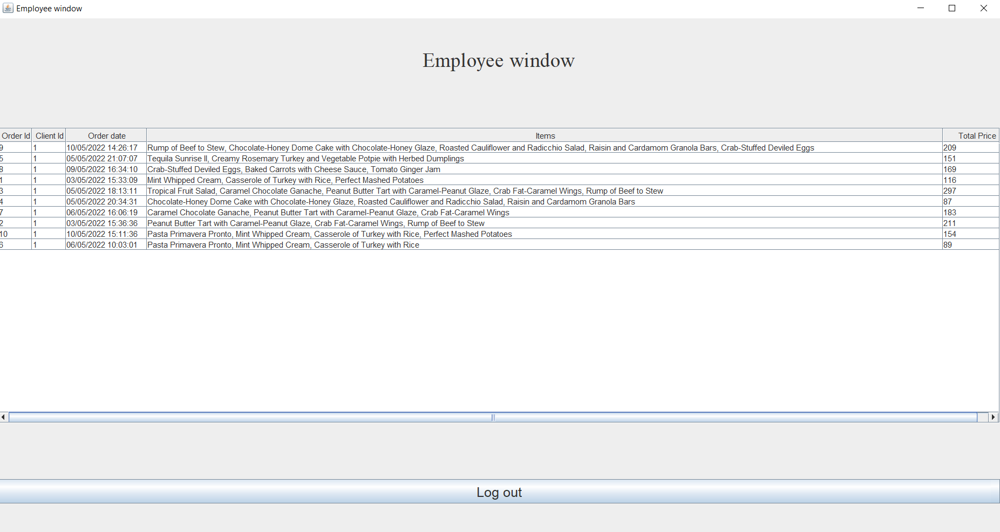 Employee window
Employee window
Order Id Client Id Order date Items Total Price
9 1 10/05/2022 14:26:17 Rump of Beef to Stew, Chocolate-Honey Dome Cake with Chocolate-Honey Glaze, Roasted Cauliflower and Radicchio Salad, Raisin and Cardamom Granola Bars, Crab-Stuffed Deviled Eggs 209
5 1 05/05/2022 21:07:07 Tequila Sunrise II, Creamy Rosemary Turkey and Vegetable Potpie with Herbed Dumplings 151
8 1 09/05/2022 16:34:10 Crab-Stuffed Deviled Eggs, Baked Carrots with Cheese Sauce, Tomato Ginger Jam 169
1 1 03/05/2022 15:33:09 Mint Whipped Cream, Casserole of Turkey with Rice, Perfect Mashed Potatoes 116
3 1 05/05/2022 18:13:11 Tropical Fruit Salad, Caramel Chocolate Ganache, Peanut Butter Tart with Caramel-Peanut Glaze, Crab Fat-Caramel Wings, Rump of Beef to Stew 297
4 1 05/05/2022 20:34:31 Chocolate-Honey Dome Cake with Chocolate-Honey Glaze, Roasted Cauliflower and Radicchio Salad, Raisin and Cardamom Granola Bars 87
7 1 06/05/2022 16:06:19 Caramel Chocolate Ganache, Peanut Butter Tart with Caramel-Peanut Glaze, Crab Fat-Caramel Wings 183
2 1 03/05/2022 15:36:36 Peanut Butter Tart with Caramel-Peanut Glaze, Crab Fat-Caramel Wings, Rump of Beef to Stew 211
10 1 10/05/2022 15:11:36 Pasta Primavera Pronto, Mint Whipped Cream, Casserole of Turkey with Rice, Perfect Mashed Potatoes 154
6 1 06/05/2022 10:03:01 Pasta Primavera Pronto, Mint Whipped Cream, Casserole of Turkey with Rice 89
Log out